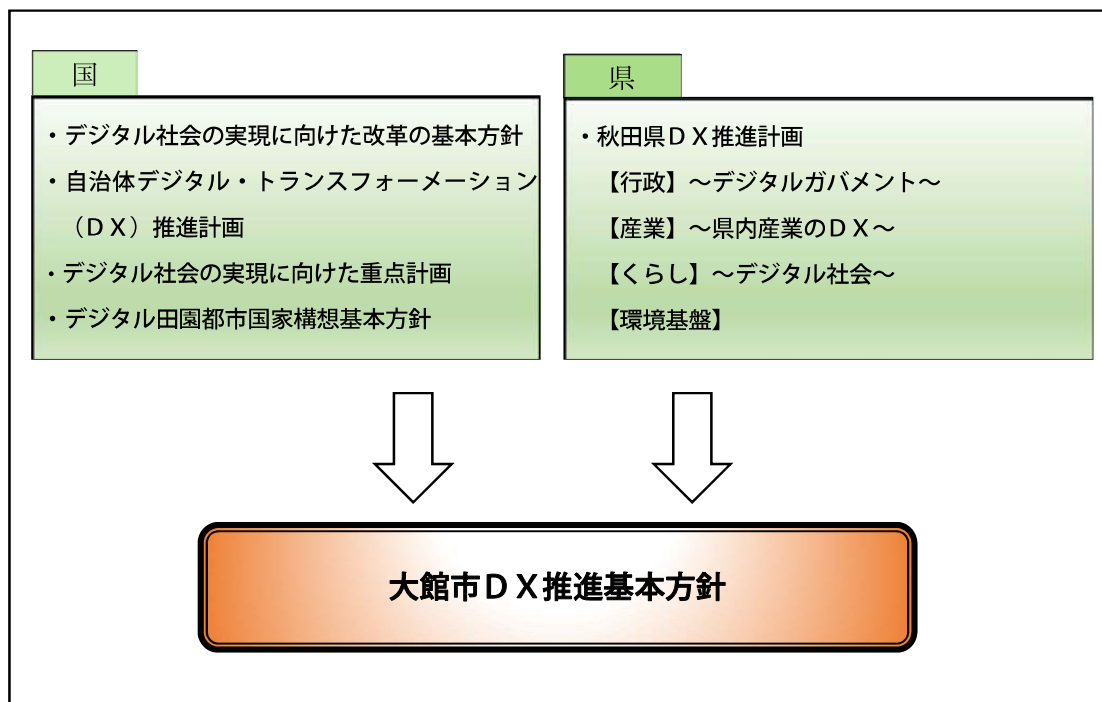 国
・デジタル社会の実現に向けた改革の基本方針
・自治体デジタル・トランスフォーメーション
（ＤＸ）推進計画
・デジタル社会の実現に向けた重点計画
・デジタル田園都市国家構想基本方針
県
・秋田県ＤＸ推進計画
【行政】～デジタルガバメント～
【産業】～県内産業のＤＸ～
【くらし】～デジタル社会～
【環境基盤】
大館市ＤＸ推進基本方針